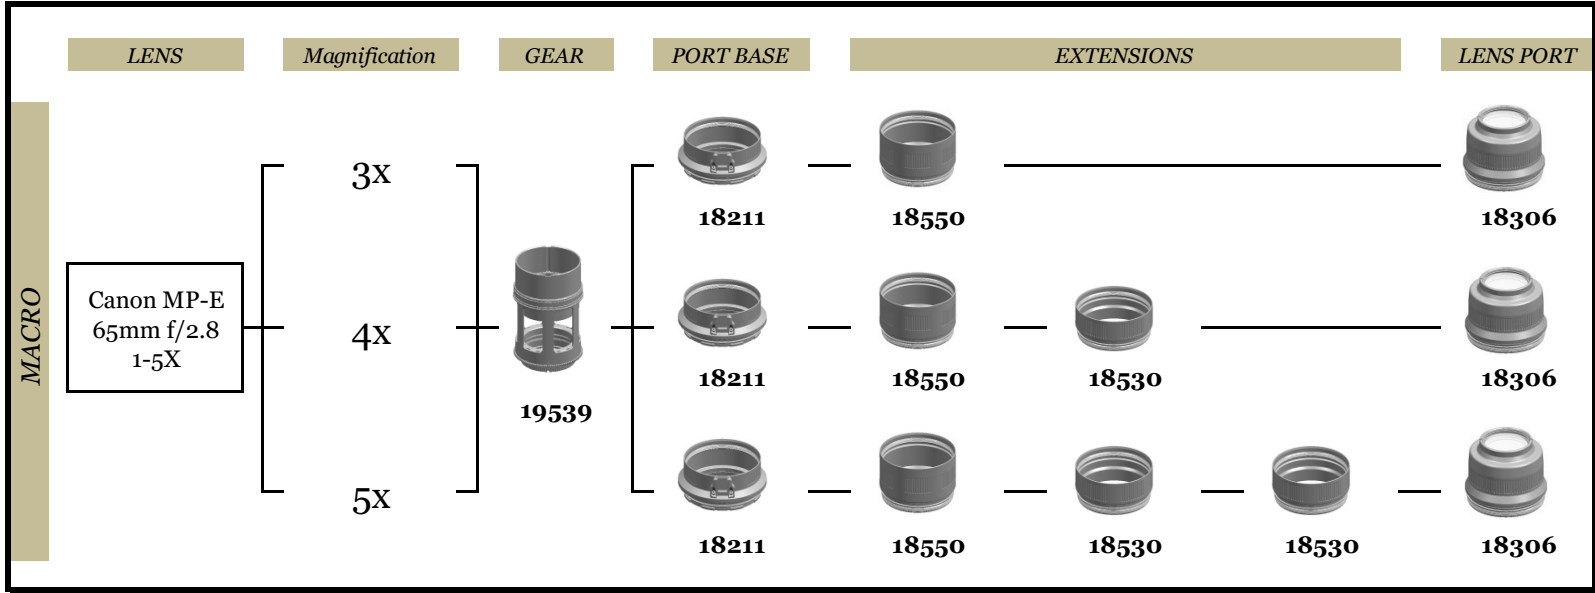 LENS
Magnification
GEAR
PORT BASE
EXTENSIONS
LENS PORT
MACRO
Canon MP-E
65mm f/2.8
1-5X
3x
18211
18550
18306
4x
19539
18211
18550
18530
18306
5x
18211
18550
18530
18530
18306